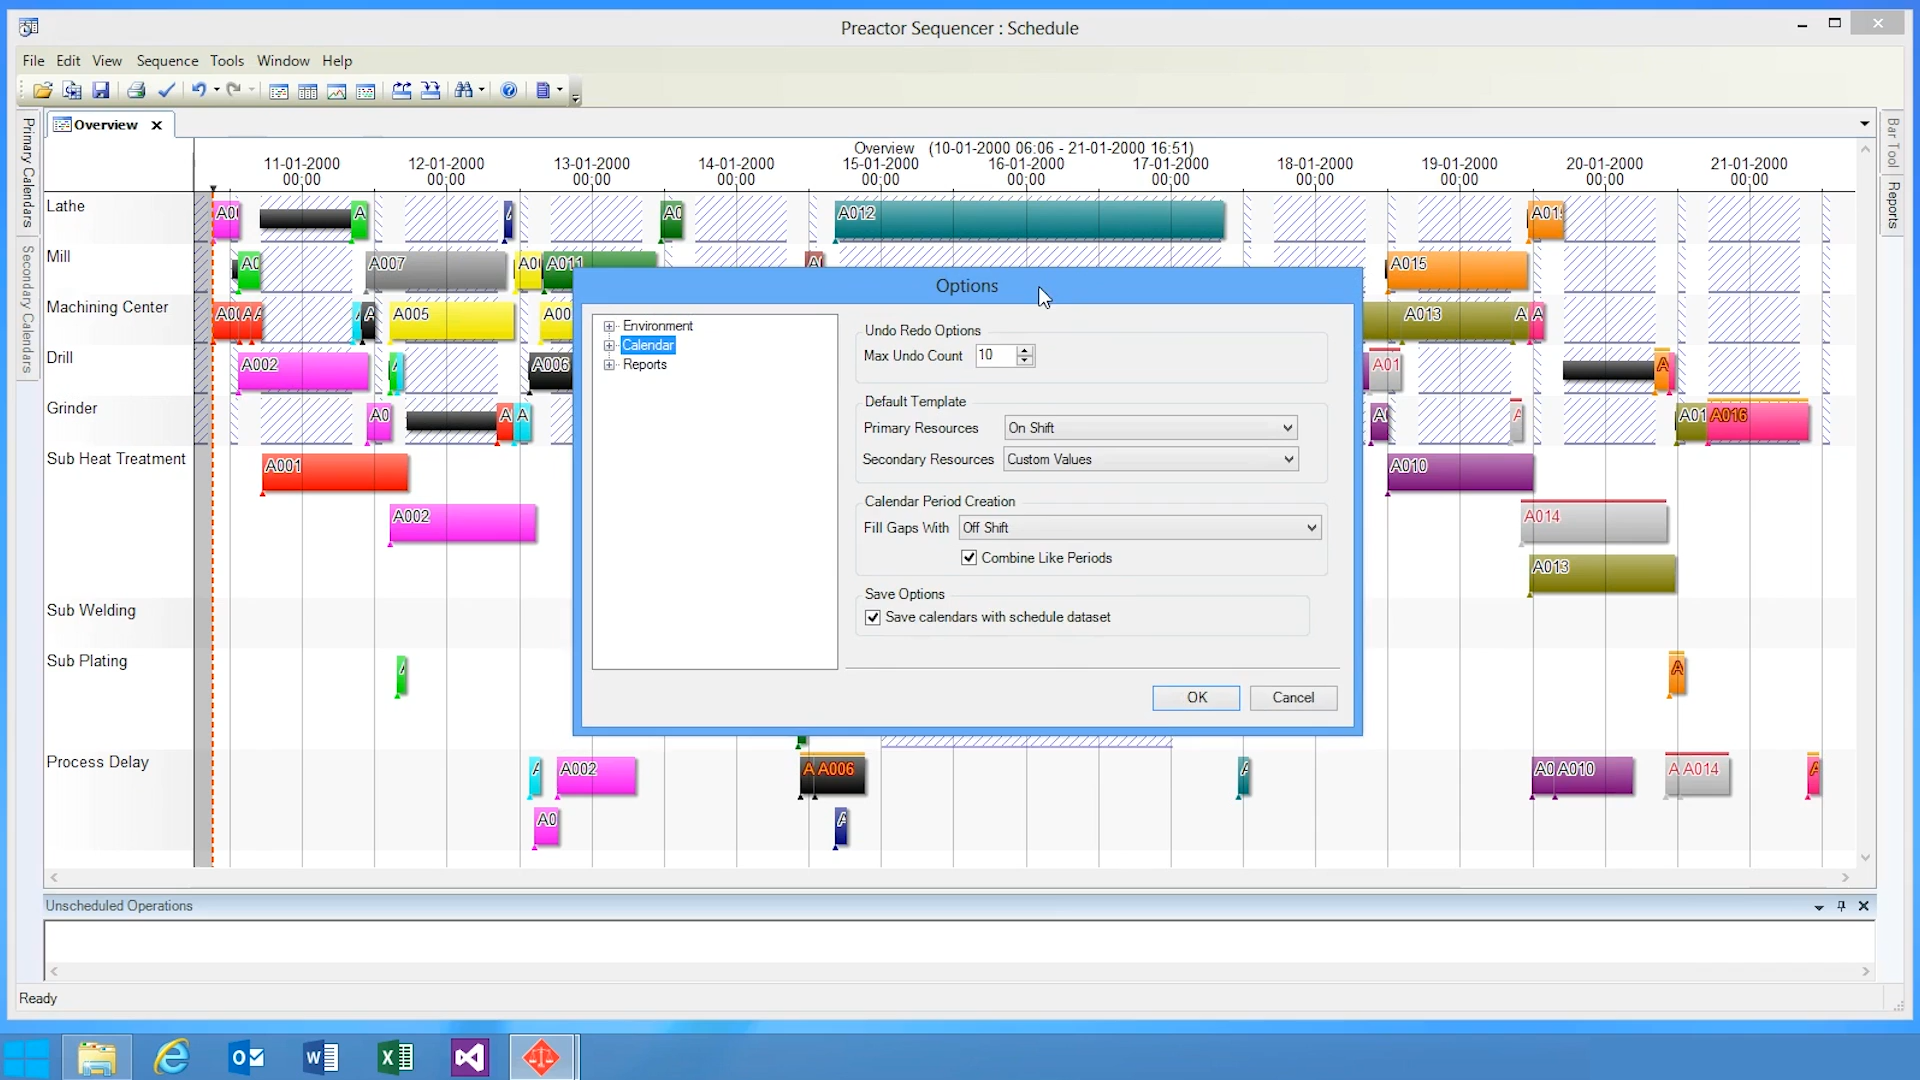 Preactor Sequencer : Schedule
File Edit View Sequence Tools Window Help
Primary Calendars
Secondary Calendars
Bar Tool
Reports
Overview
Overview (10-01-2000 06:06 - 21-01-2000 16:51)
11-01-2000 12-01-2000 13-01-2000 14-01-2000 15-01-2000 16-01-2000 17-01-2000 18-01-2000 19-01-2000 20-01-2000 21-01-2000
00:00 00:00 00:00 00:00 00:00 00:00 00:00 00:00 00:00 00:00 00:00
Lathe
A A A012
Mill
A007 A011 A015
Machining Center
A A A A A005 A00 A013 A A
Drill
A002 A006 A01 A
Grinder
A0 A A A A A01 A016
Sub Heat Treatment
A001 A010
A002 A014
A013
Sub Welding
Sub Plating
A A
Process Delay
A A002 A A006 A A0 A010 A A014 A
A0 A
Options
Environment
Calendar
Reports
Undo Redo Options
Max Undo Count 10
Default Template
Primary Resources On Shift
Secondary Resources Custom Values
Calendar Period Creation
Fill Gaps With Off Shift
Combine Like Periods
Save Options
Save calendars with schedule dataset
OK Cancel
Unscheduled Operations
Ready